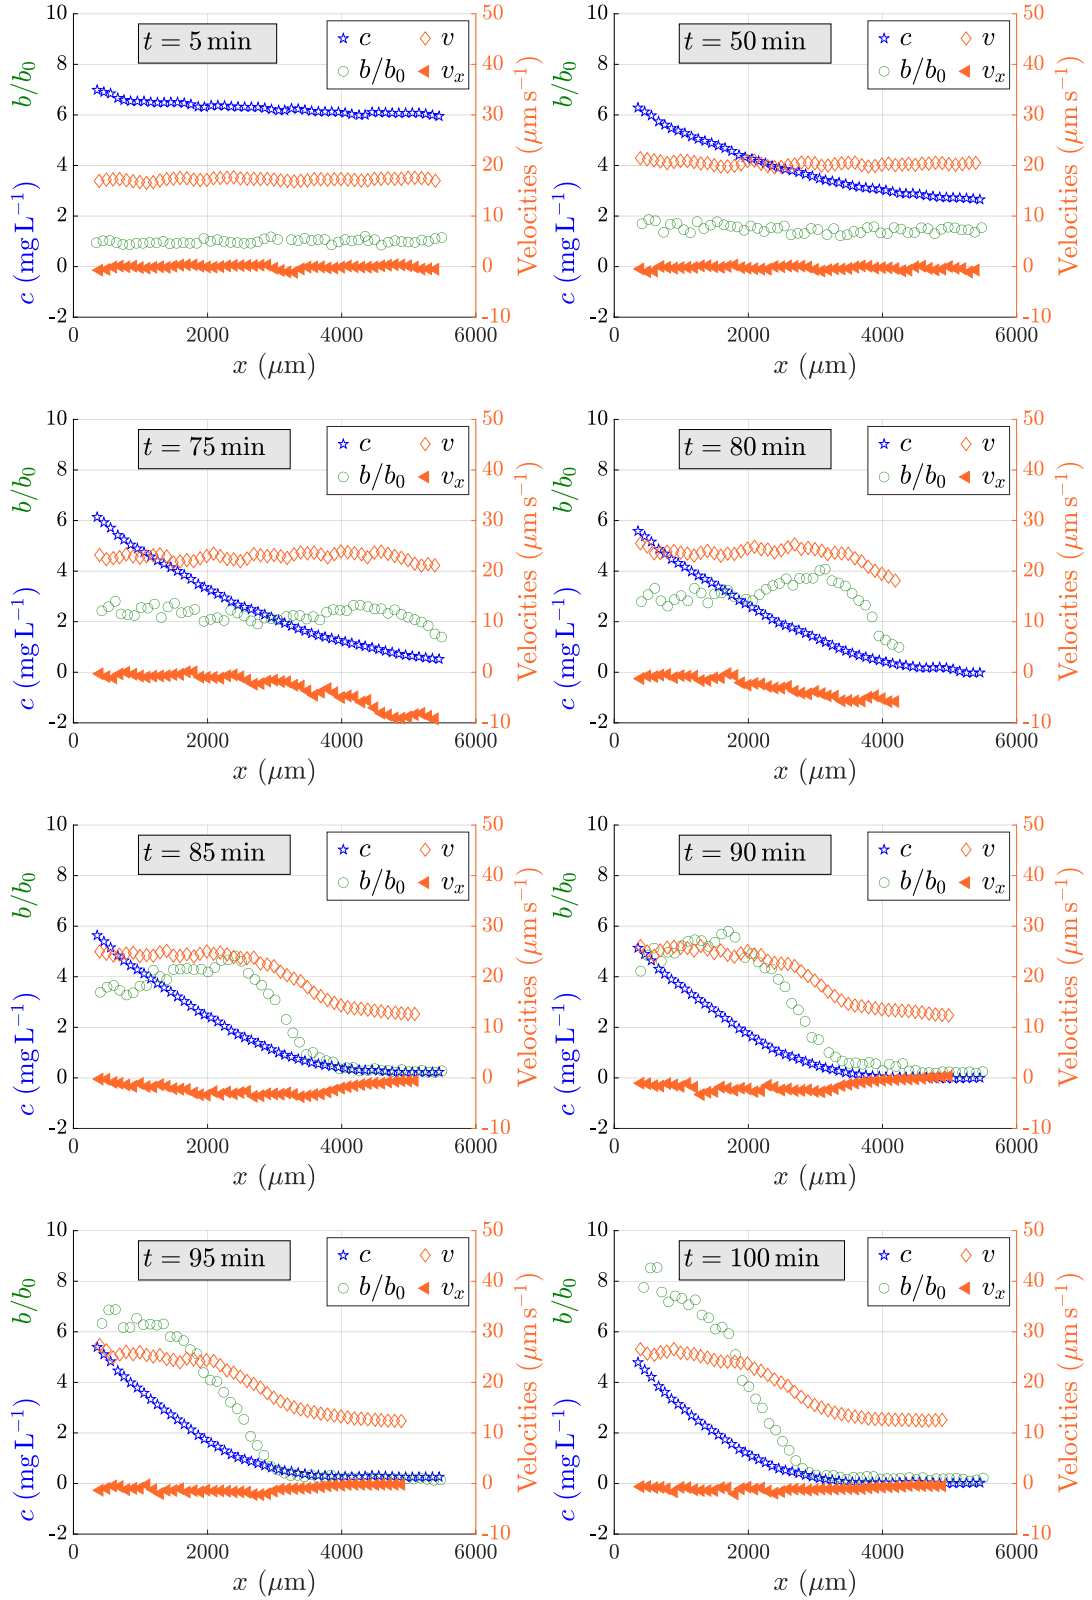 t = 5 min
c v
b/b₀ vₓ
10
8
6
4
2
0
-2
50
40
30
20
10
0
-10
0 2000 4000 6000
x (μm)
c (mg L⁻¹) b/b₀
Velocities (μm s⁻¹)
t = 50 min
c v
b/b₀ vₓ
10
8
6
4
2
0
-2
50
40
30
20
10
0
-10
0 2000 4000 6000
x (μm)
c (mg L⁻¹) b/b₀
Velocities (μm s⁻¹)
t = 75 min
c v
b/b₀ vₓ
10
8
6
4
2
0
-2
50
40
30
20
10
0
-10
0 2000 4000 6000
x (μm)
c (mg L⁻¹) b/b₀
Velocities (μm s⁻¹)
t = 80 min
c v
b/b₀ vₓ
10
8
6
4
2
0
-2
50
40
30
20
10
0
-10
0 2000 4000 6000
x (μm)
c (mg L⁻¹) b/b₀
Velocities (μm s⁻¹)
t = 85 min
c v
b/b₀ vₓ
10
8
6
4
2
0
-2
50
40
30
20
10
0
-10
0 2000 4000 6000
x (μm)
c (mg L⁻¹) b/b₀
Velocities (μm s⁻¹)
t = 90 min
c v
b/b₀ vₓ
10
8
6
4
2
0
-2
50
40
30
20
10
0
-10
0 2000 4000 6000
x (μm)
c (mg L⁻¹) b/b₀
Velocities (μm s⁻¹)
t = 95 min
c v
b/b₀ vₓ
10
8
6
4
2
0
-2
50
40
30
20
10
0
-10
0 2000 4000 6000
x (μm)
c (mg L⁻¹) b/b₀
Velocities (μm s⁻¹)
t = 100 min
c v
b/b₀ vₓ
10
8
6
4
2
0
-2
50
40
30
20
10
0
-10
0 2000 4000 6000
x (μm)
c (mg L⁻¹) b/b₀
Velocities (μm s⁻¹)